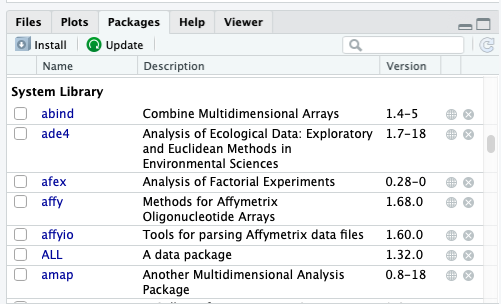 Files Plots Packages Help Viewer
Install Update
Name Description Version
System Library
abind Combine Multidimensional Arrays 1.4-5
ade4 Analysis of Ecological Data: Exploratory 1.7-18
and Euclidean Methods in
Environmental Sciences
afex Analysis of Factorial Experiments 0.28-0
affy Methods for Affymetrix 1.68.0
Oligonucleotide Arrays
affyio Tools for parsing Affymetrix data files 1.60.0
ALL A data package 1.32.0
amap Another Multidimensional Analysis 0.8-18
Package